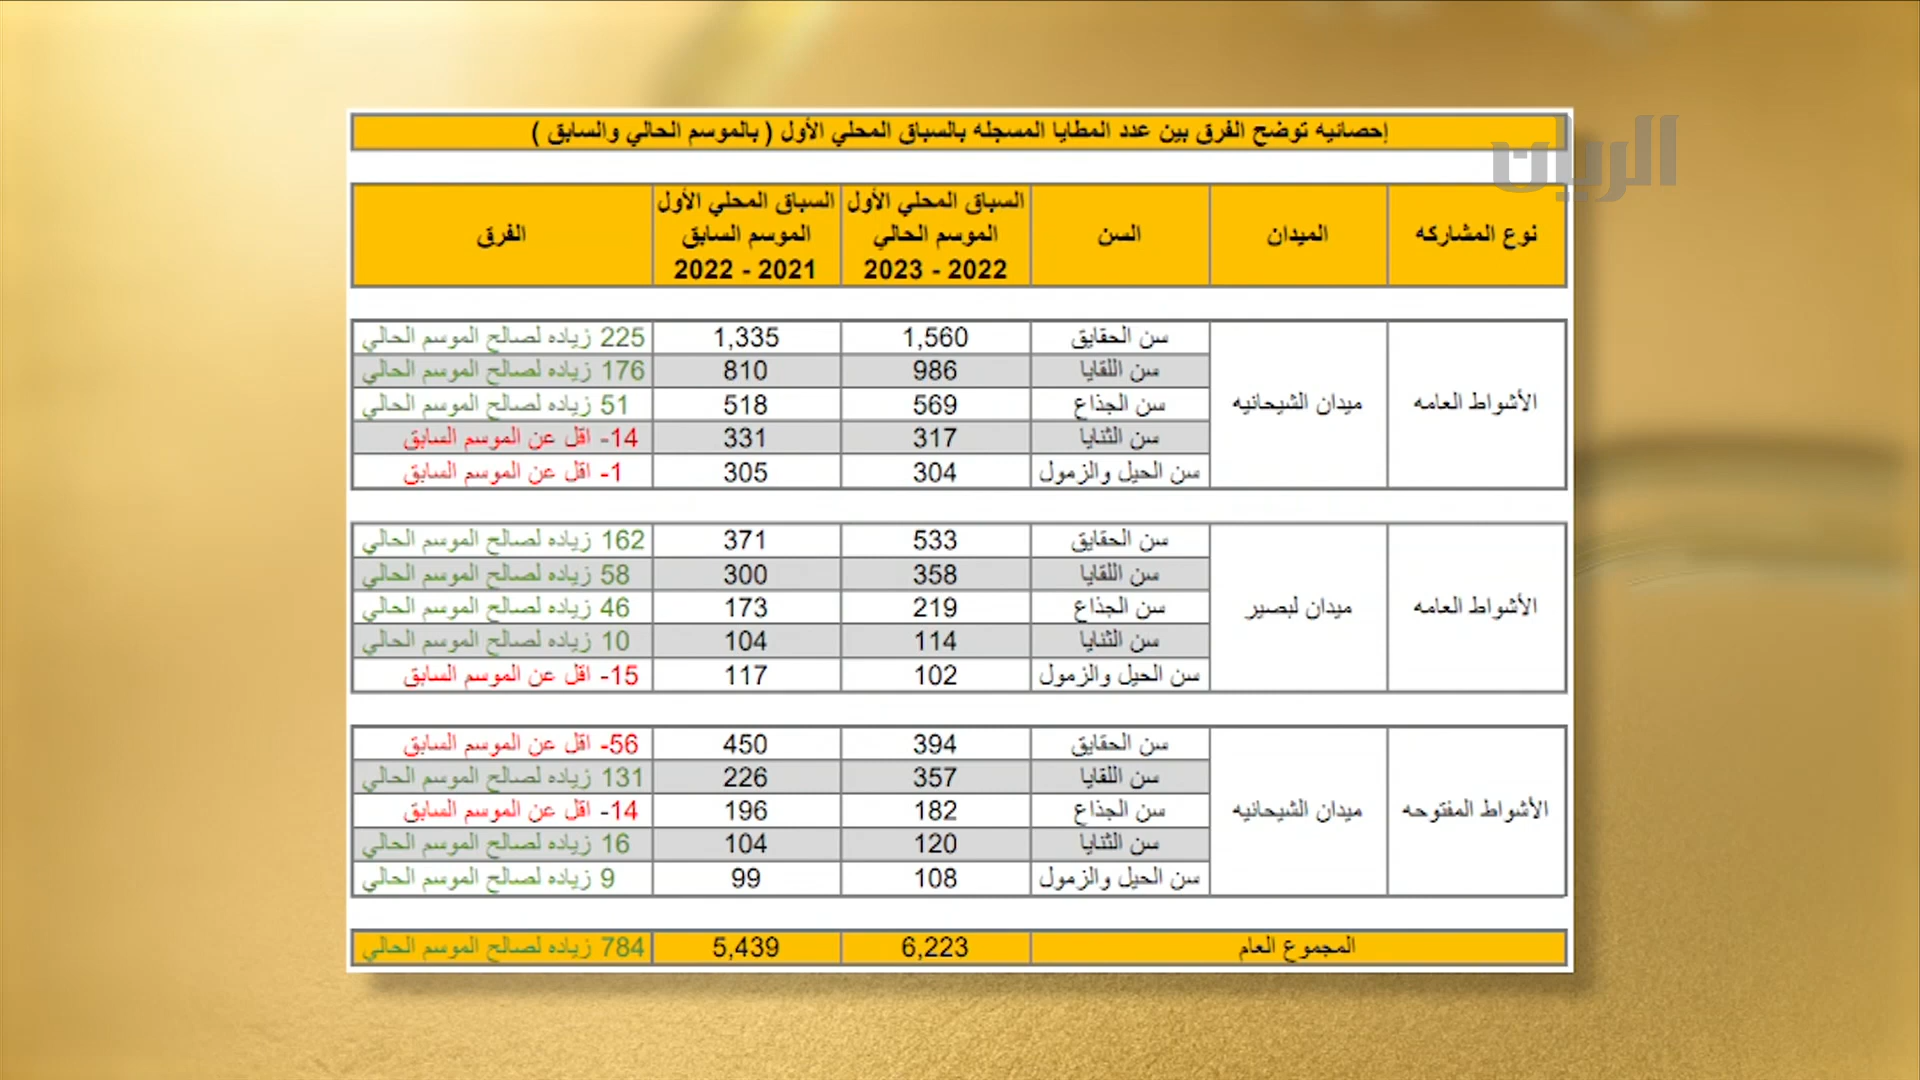 الريان
إحصائيه توضح الفرق بين عدد المطايا المسجله بالسباق المحلي الأول ( بالموسم الحالي والسابق )
نوع المشاركه الميدان السن السباق المحلي الأول الموسم الحالي 2022 - 2023 السباق المحلي الأول الموسم السابق 2021 - 2022 الفرق
الأشواط العامه ميدان الشيحانيه
سن الحقايق 1,560 1,335 225 زياده لصالح الموسم الحالي
سن اللقايا 986 810 176 زياده لصالح الموسم الحالي
سن الجذاع 569 518 51 زياده لصالح الموسم الحالي
سن الثنايا 317 331 14- اقل عن الموسم السابق
سن الحيل والزمول 304 305 1- اقل عن الموسم السابق
الأشواط العامه ميدان لبصير
سن الحقايق 533 371 162 زياده لصالح الموسم الحالي
سن اللقايا 358 300 58 زياده لصالح الموسم الحالي
سن الجذاع 219 173 46 زياده لصالح الموسم الحالي
سن الثنايا 114 104 10 زياده لصالح الموسم الحالي
سن الحيل والزمول 102 117 15- اقل عن الموسم السابق
الأشواط المفتوحه ميدان الشيحانيه
سن الحقايق 394 450 56- اقل عن الموسم السابق
سن اللقايا 357 226 131 زياده لصالح الموسم الحالي
سن الجذاع 182 196 14- اقل عن الموسم السابق
سن الثنايا 120 104 16 زياده لصالح الموسم الحالي
سن الحيل والزمول 108 99 9 زياده لصالح الموسم الحالي
المجموع العام 6,223 5,439 784 زياده لصالح الموسم الحالي